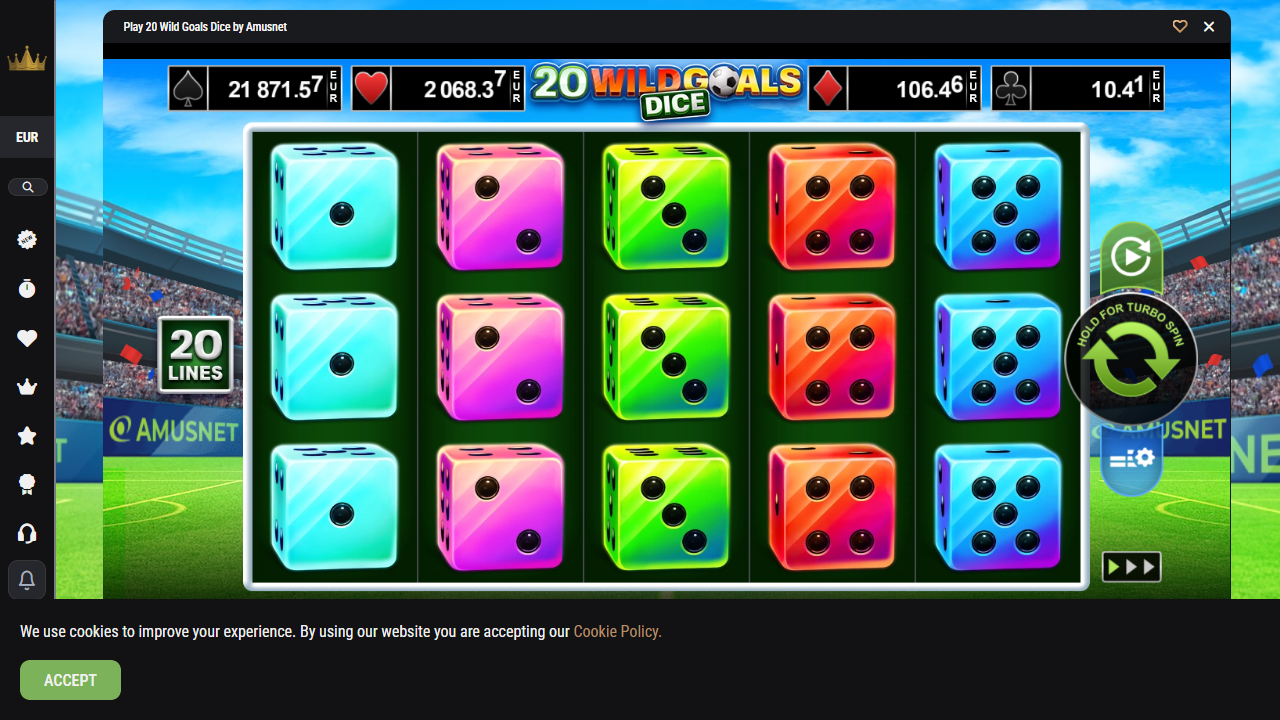 Play 20 Wild Goals Dice by Amusnet
21 871.57 EUR
2 068.37 EUR
20 WILD GOALS
DICE
106.46 EUR
10.41 EUR
EUR
NEW
20
LINES
HOLD FOR TURBO SPIN
AMUSNET
AMUSNET
We use cookies to improve your experience. By using our website you are accepting our Cookie Policy.
ACCEPT